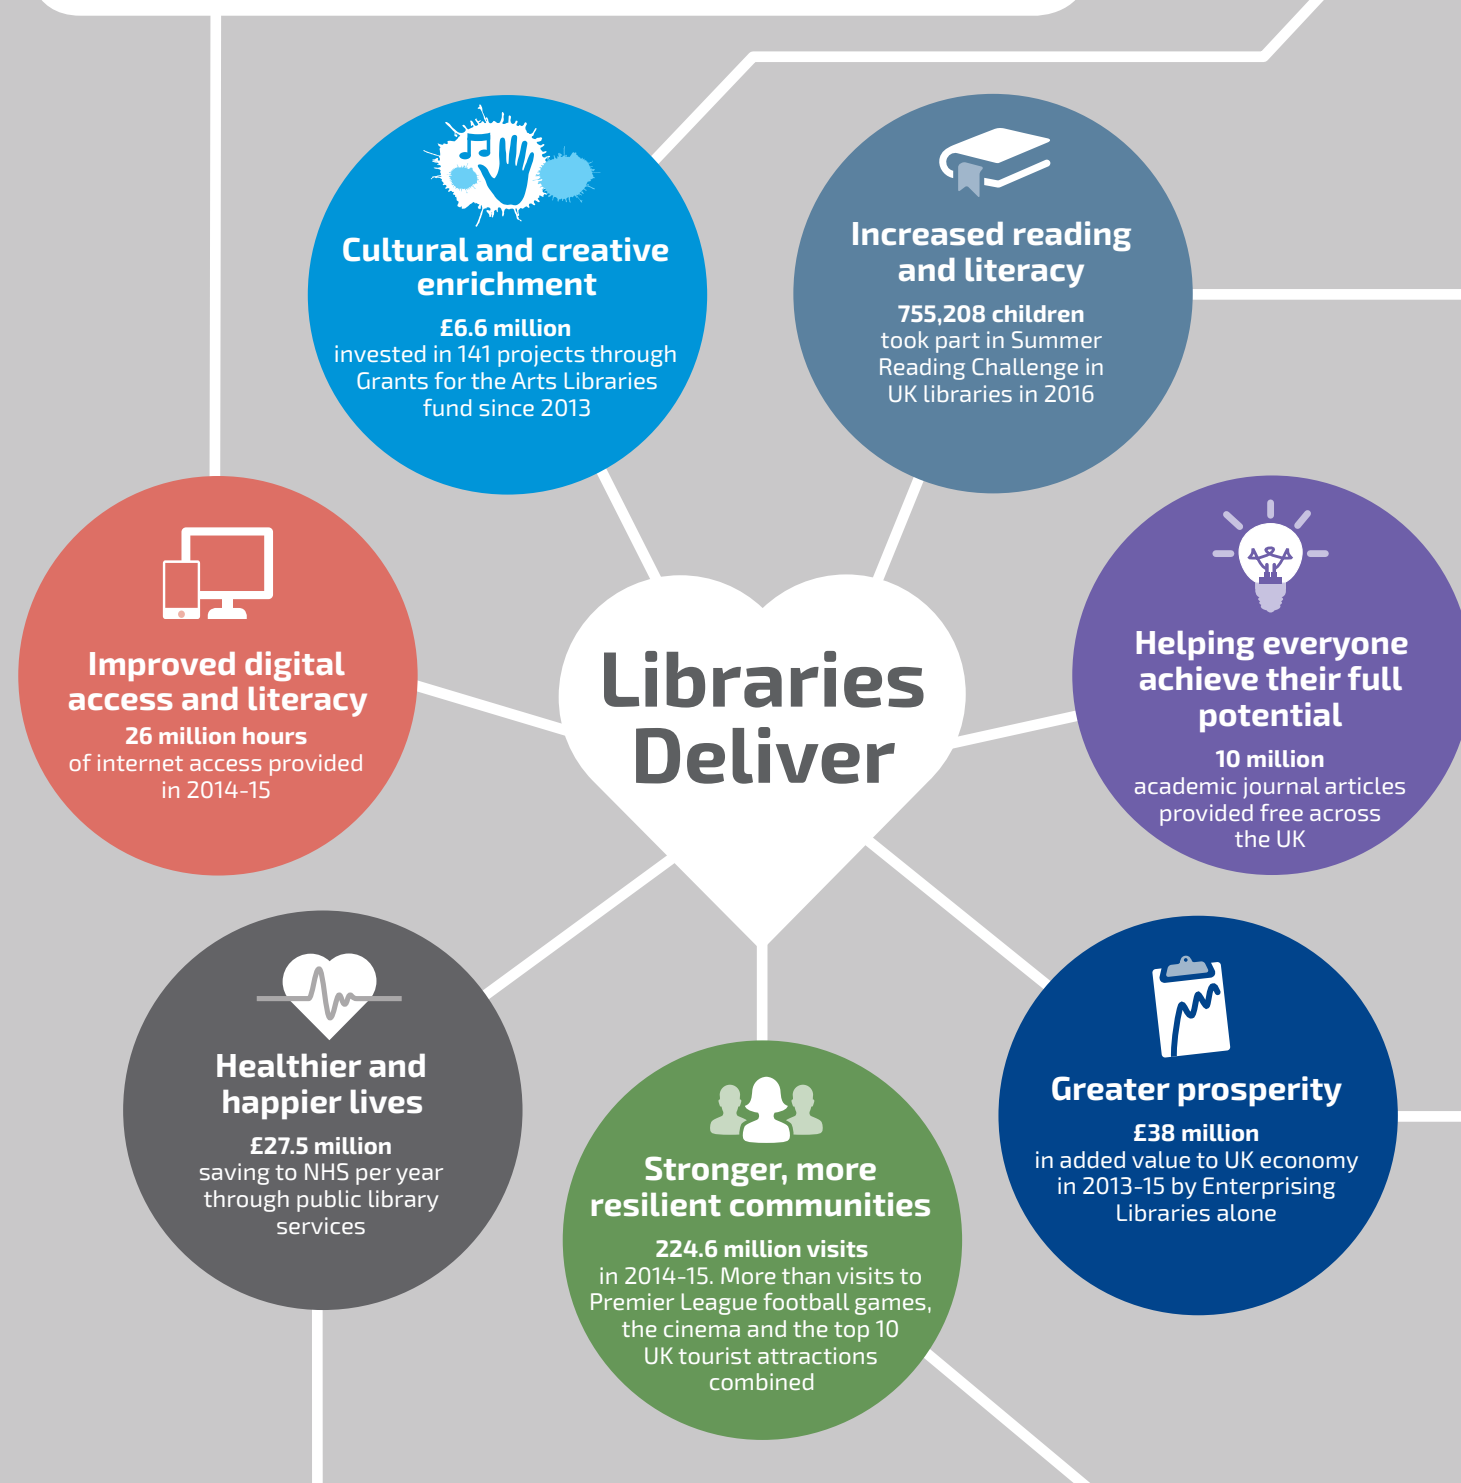 Cultural and creative
enrichment
£6.6 million
invested in 141 projects through
Grants for the Arts Libraries
fund since 2013
Increased reading
and literacy
755,208 children
took part in Summer
Reading Challenge in
UK libraries in 2016
Improved digital
access and literacy
26 million hours
of internet access provided
in 2014-15
Libraries
Deliver
Helping everyone
achieve their full
potential
10 million
academic journal articles
provided free across
the UK
Healthier and
happier lives
£27.5 million
saving to NHS per year
through public library
services
Stronger, more
resilient communities
224.6 million visits
in 2014-15. More than visits to
Premier League football games,
the cinema and the top 10
UK tourist attractions
combined
Greater prosperity
£38 million
in added value to UK economy
in 2013-15 by Enterprising
Libraries alone